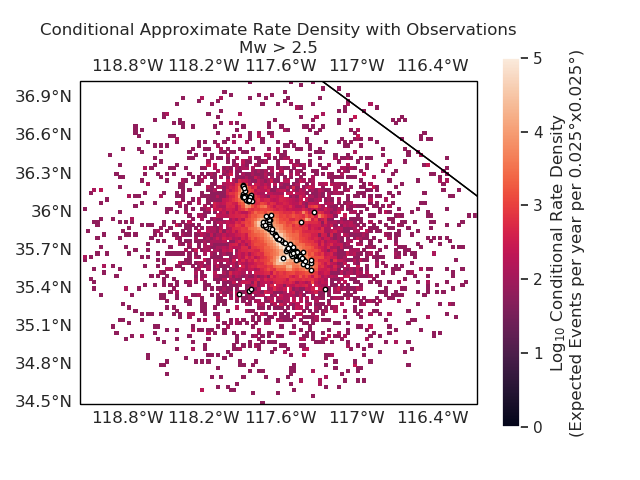 Conditional Approximate Rate Density with Observations
Mw > 2.5
118.8°W 118.2°W 117.6°W 117°W 116.4°W
36.9°N
36.6°N
36.3°N
36°N
35.7°N
35.4°N
35.1°N
34.8°N
34.5°N
118.8°W 118.2°W 117.6°W 117°W 116.4°W
5
4
3
2
1
0
Log₁₀ Conditional Rate Density
(Expected Events per year per 0.025°x0.025°)